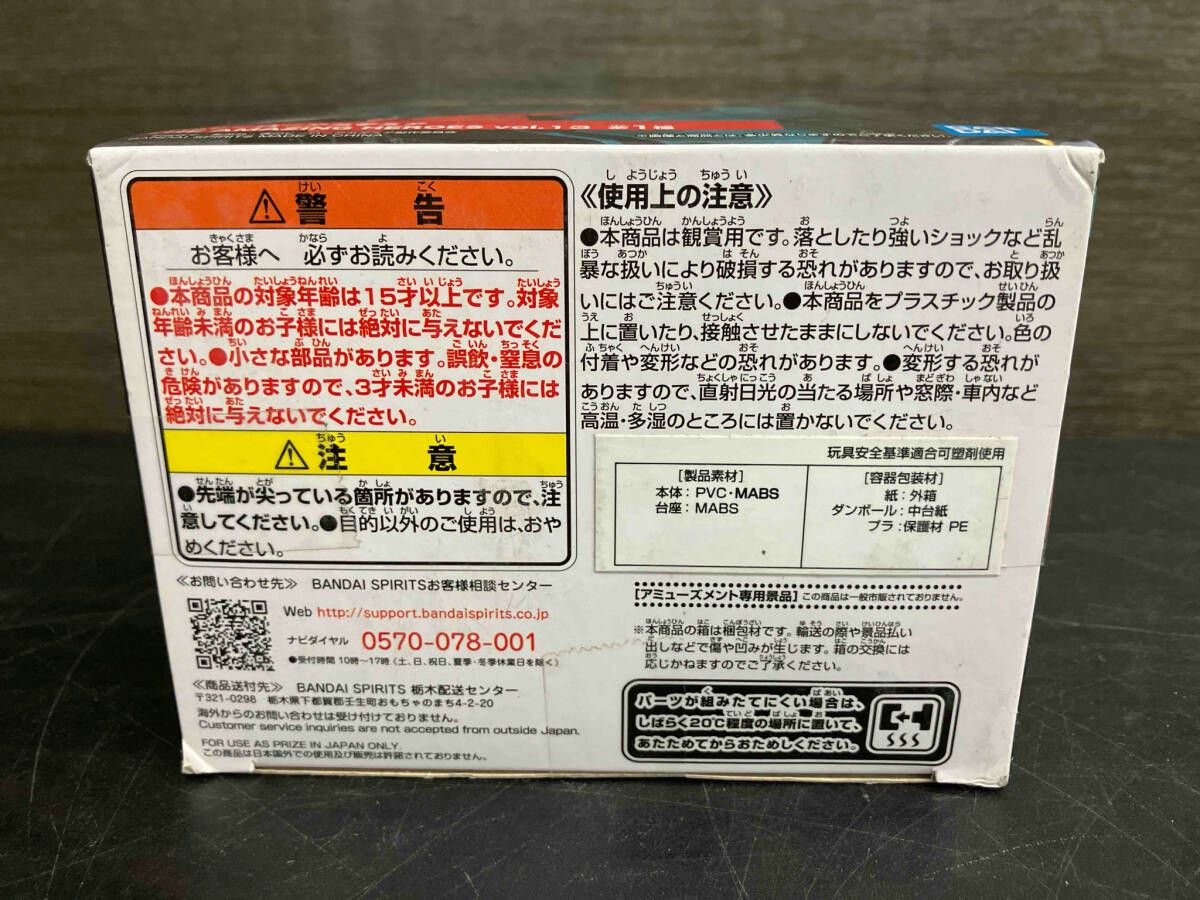 MADE IN CHINA
⚠警告
お客様へ 必ずお読みください。
●本商品の対象年齢は15才以上です。対象
年齢未満のお子様には絶対に与えないでくだ
さい。●小さな部品があります。誤飲・窒息の
危険がありますので、3才未満のお子様には
絶対に与えないでください。
⚠注意
●先端が尖っている箇所がありますので、注
意してください。●目的以外のご使用は、おや
めください。
≪お問い合わせ先≫ BANDAI SPIRITSお客様相談センター
Web http://support.bandaispirits.co.jp
ナビダイヤル 0570-078-001
●受付時間 10時〜17時(土、日、祝日、夏季・冬季休業日を除く)
≪商品送付先≫ BANDAI SPIRITS 栃木配送センター
〒321-0298 栃木県下都賀郡壬生町おもちゃのまち4-2-20
海外からのお問い合わせは受け付けておりません。
Customer service inquiries are not accepted from outside Japan.
FOR USE AS PRIZE IN JAPAN ONLY.
この商品は日本国外での使用及び販売は許諾されておりません。
≪使用上の注意≫
●本商品は観賞用です。落としたり強いショックなど乱
暴な扱いにより破損する恐れがありますので、お取り扱
いにはご注意ください。●本商品をプラスチック製品の
上に置いたり、接触させたままにしないでください。色の
付着や変形などの恐れがあります。●変形する恐れが
ありますので、直射日光の当たる場所や窓際・車内など
高温・多湿のところには置かないでください。
玩具安全基準適合可塑剤使用
[製品素材]
本体：PVC・MABS
台座：MABS
[容器包装材]
紙：外箱
ダンボール：中台紙
プラ：保護材 PE
[アミューズメント専用景品] この商品は一般市販されておりません。
※本商品の箱は梱包材です。輸送の際や景品払い
出しなどで傷や凹みが生じます。箱の交換には
応じかねますのでご了承ください。
パーツが組みたてにくい場合は、
しばらく20℃程度の場所に置いて、
あたためてからおためしください。